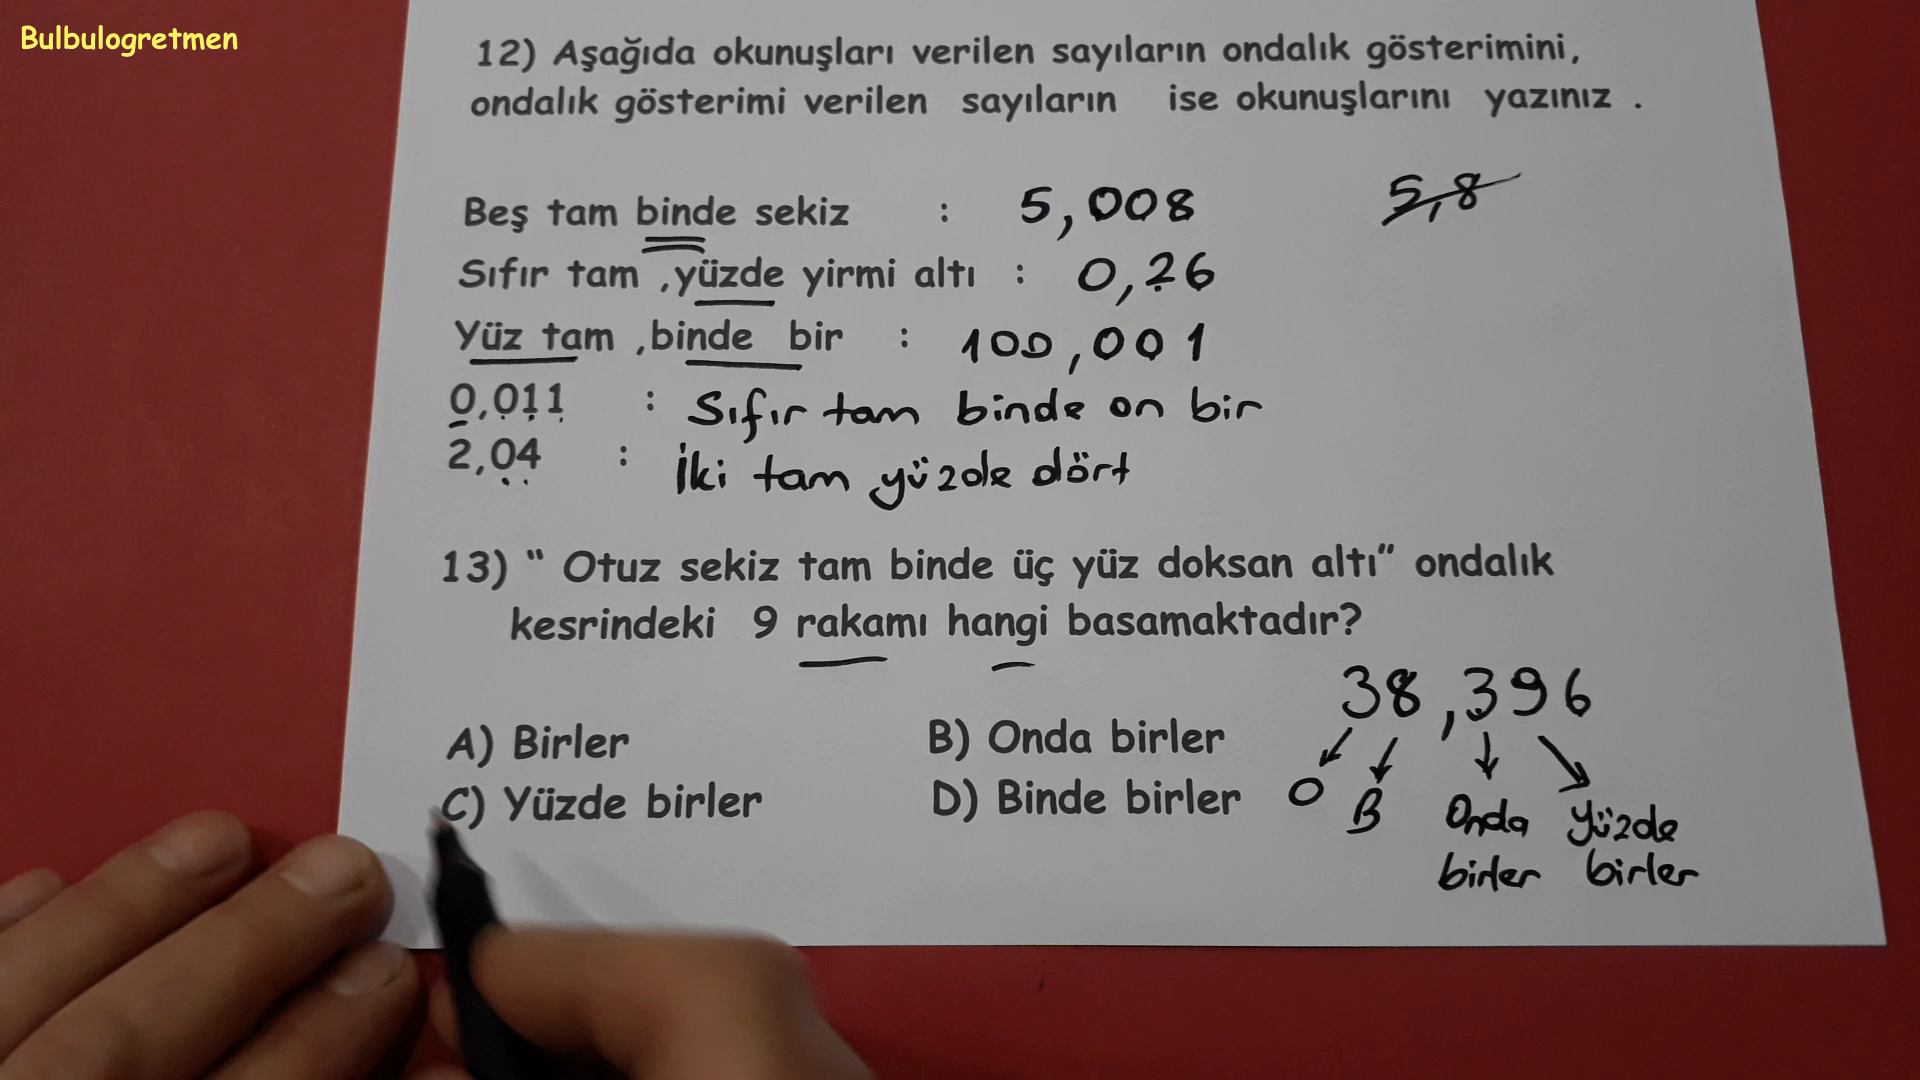 Bulbulogretmen
12) Aşağıda okunuşları verilen sayıların ondalık gösterimini,
ondalık gösterimi verilen sayıların ise okunuşlarını yazınız .
Beş tam binde sekiz : 5,008 5,8
Sıfır tam ,yüzde yirmi altı : 0,26
Yüz tam ,binde bir : 100,001
0,011 : Sıfır tam binde on bir
2,04 : İki tam yüzde dört
13) “ Otuz sekiz tam binde üç yüz doksan altı” ondalık
kesrindeki 9 rakamı hangi basamaktadır?
38,396
A) Birler B) Onda birler
C) Yüzde birler D) Binde birler
O B Onda Yüzde
birler birler